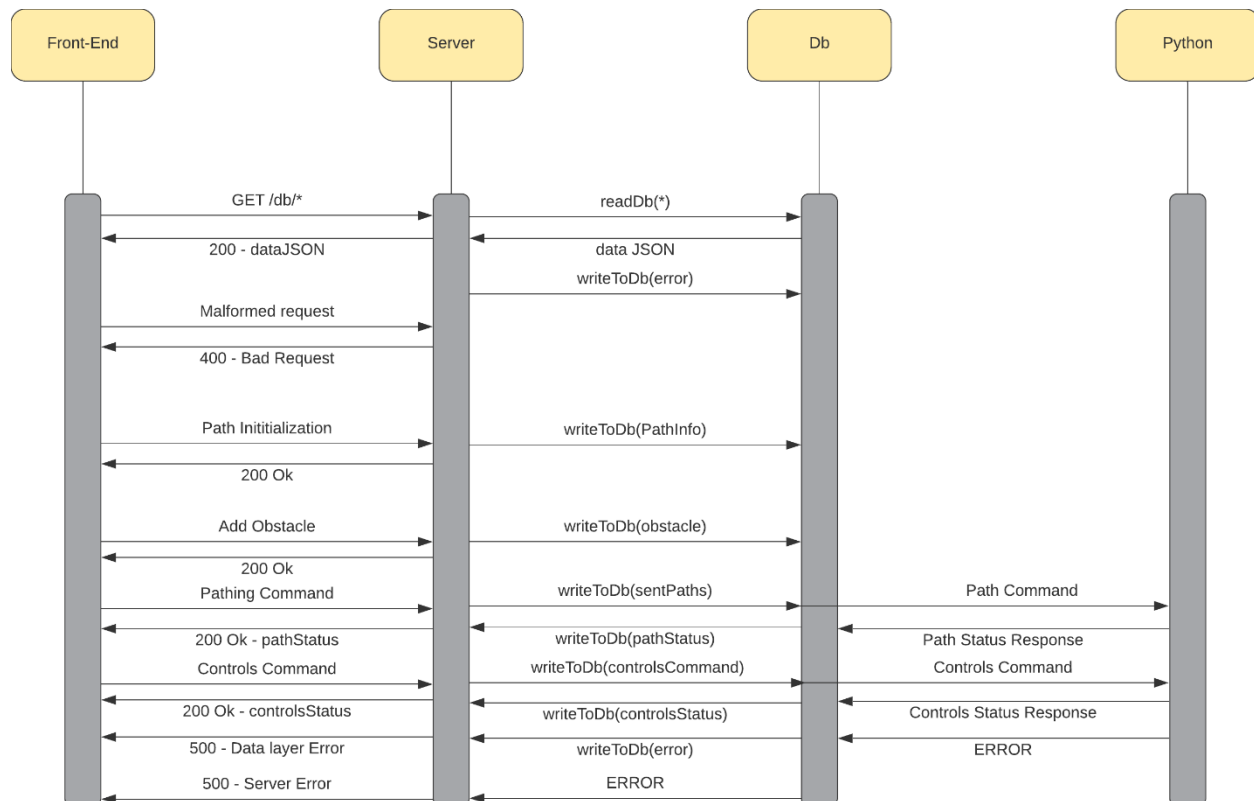 Front-End
Server
Db
Python
GET /db/*
readDb(*)
200 - dataJSON
data JSON
writeToDb(error)
Malformed request
400 - Bad Request
Path Inititialization
writeToDb(PathInfo)
200 Ok
Add Obstacle
writeToDb(obstacle)
200 Ok
Pathing Command
writeToDb(sentPaths)
Path Command
200 Ok - pathStatus
writeToDb(pathStatus)
Path Status Response
Controls Command
writeToDb(controlsCommand)
Controls Command
200 Ok - controlsStatus
writeToDb(controlsStatus)
Controls Status Response
500 - Data layer Error
writeToDb(error)
ERROR
500 - Server Error
ERROR